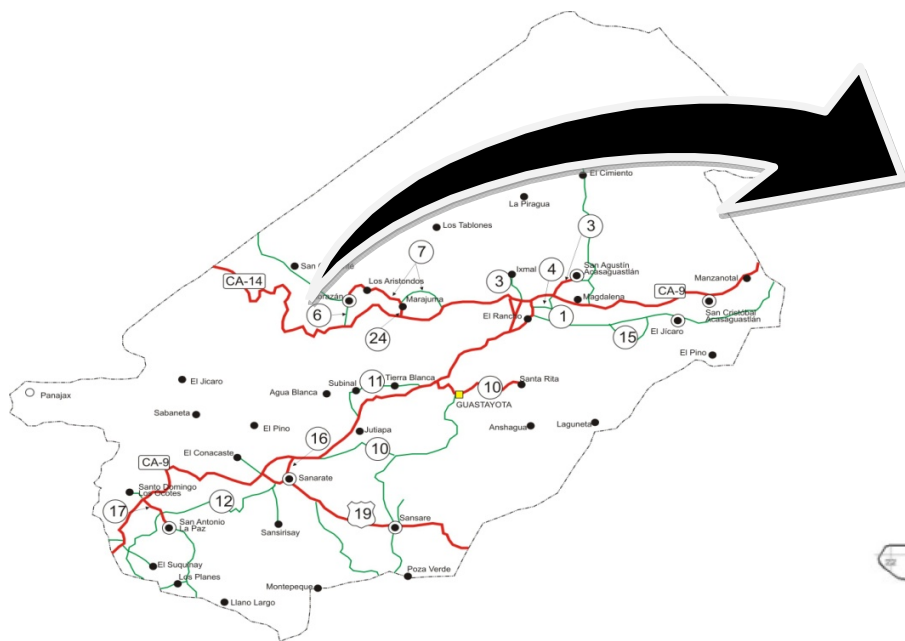 El Cimiento
La Piragua
Los Tablones
3
7
San
Ixmal
4
San Agustín
Acasaguastlán
Manzanotal
CA-14
3
Los Aristondos
CA-9
Marajuma
Magdalena
6
El Rancho
1
San Cristóbal
Acasaguastlán
24
15
El Jícaro
El Pino
El Jicaro
Panajax
Agua Blanca
Subinal
11
Tierra Blanca
10
Santa Rita
GUASTAYOTA
Sabaneta
El Pino
Jutiapa
Anshagua
Laguneta
16
10
El Conacaste
CA-9
Sanarate
Santo Domingo
Los Ocotes
12
17
San Antonio
La Paz
Sansirisay
19
Sansare
El Suquinay
Los Planes
Montepeque
Poza Verde
Llano Largo